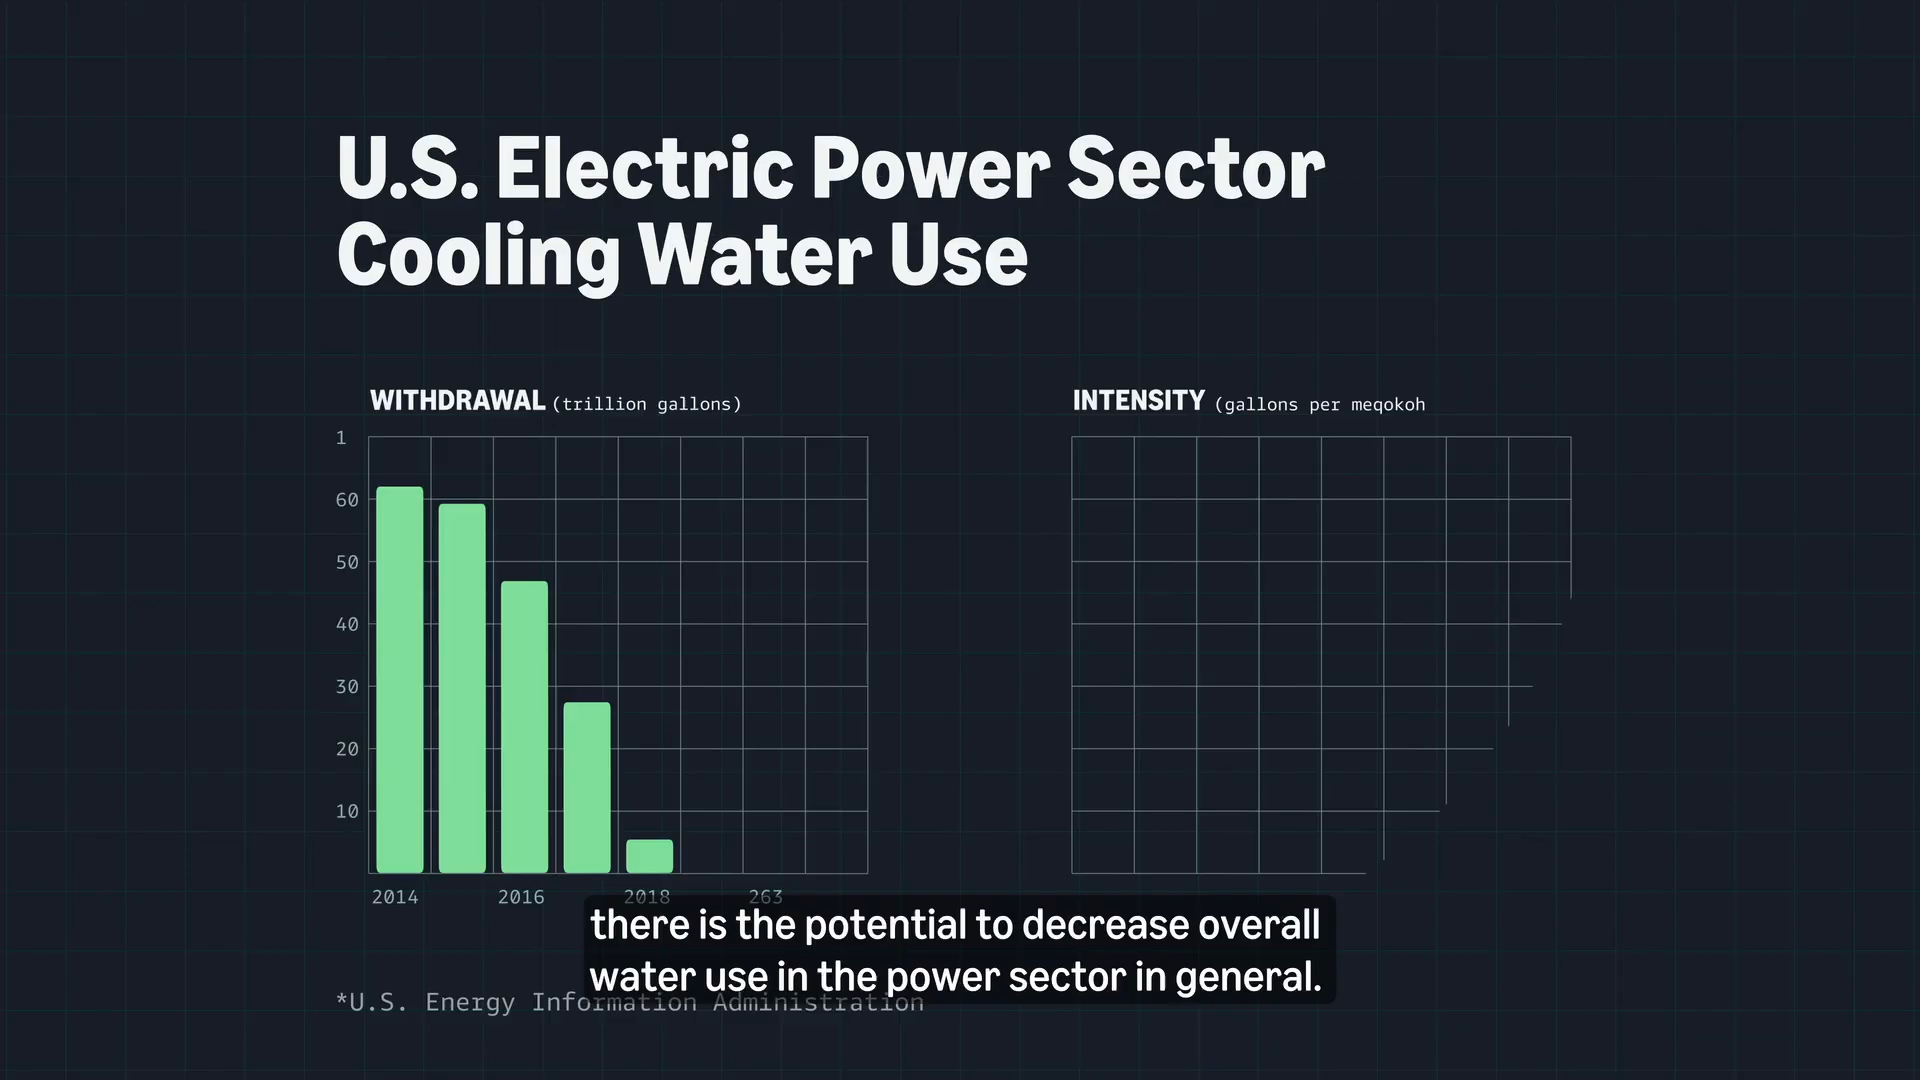 U.S. Electric Power Sector
Cooling Water Use
WITHDRAWAL (trillion gallons)
1
60
50
40
30
20
10
2014 2016 2018 263
INTENSITY (gallons per meqokoh
there is the potential to decrease overall
water use in the power sector in general.
*U.S. Energy Information Administration